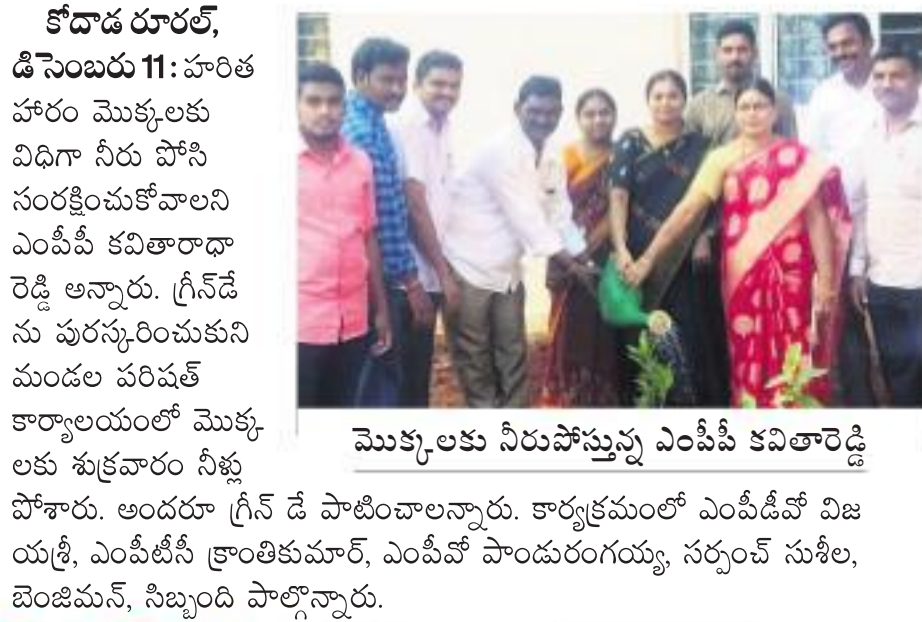 కోదాడ రూరల్,
డిసెంబరు 11: హరిత
హారం మొక్కలకు
విధిగా నీరు పోసి
సంరక్షించుకోవాలని
ఎంపీపీ కవితారాధా
రెడ్డి అన్నారు. గ్రీన్‌డే
ను పురస్కరించుకుని
మండల పరిషత్
కార్యాలయంలో మొక్క
లకు శుక్రవారం నీళ్లు
పోశారు. అందరూ గ్రీన్ డే పాటించాలన్నారు. కార్యక్రమంలో ఎంపీడీవో విజ
యశ్రీ, ఎంపీటీసీ క్రాంతికుమార్, ఎంపీవో పాండురంగయ్య, సర్పంచ్ సుశీల,
బెంజిమన్, సిబ్బంది పాల్గొన్నారు.
మొక్కలకు నీరుపోస్తున్న ఎంపీపీ కవితారెడ్డి